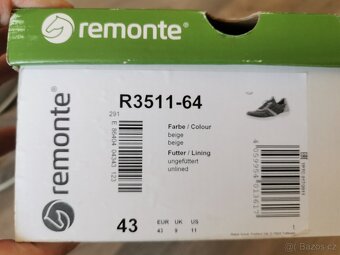 remonte®
remonte®
R3511-64
291
Farbe / Colour
beige
beige
Futter / Lining
ungefüttert
unlined
43
EUR UK US
43 9 11
1
bazos.cz